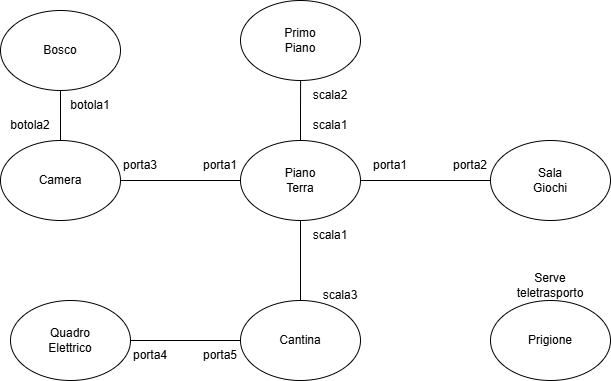 Bosco
Primo
Piano
botola1
scala2
botola2
scala1
Camera
porta3
porta1
Piano
Terra
porta1
porta2
Sala
Giochi
scala1
scala3
Serve
teletrasporto
Quadro
Elettrico
porta4
porta5
Cantina
Prigione